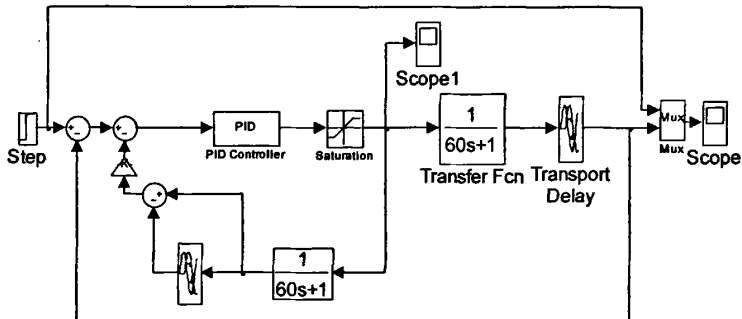 Scope1
PID
PID Controller
Saturation
1
60s+1
Transfer Fcn
Transport
Delay
Mux
Mux
Scope
Step
1
60s+1